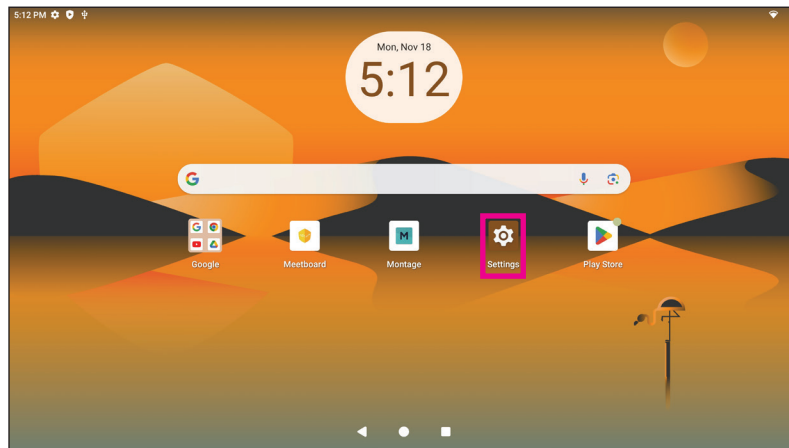 5:12 PM
Mon, Nov 18
5:12
Google
Meetboard
M
Montage
Settings
Play Store